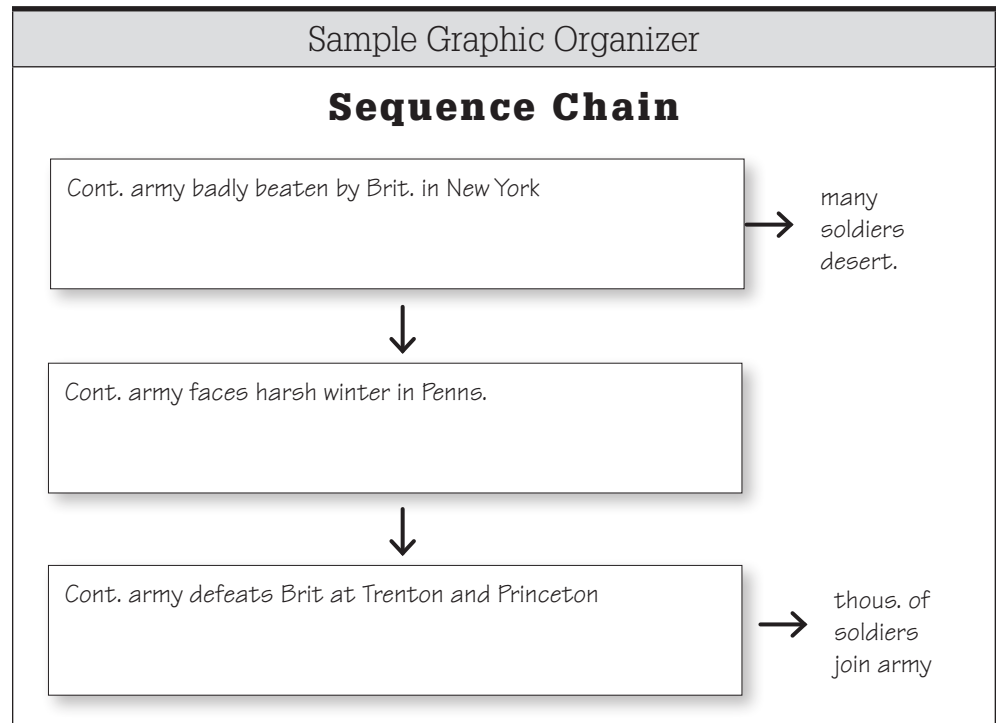 Sample Graphic Organizer
Sequence Chain
Cont. army badly beaten by Brit. in New York
many
soldiers
desert.
Cont. army faces harsh winter in Penns.
Cont. army defeats Brit at Trenton and Princeton
thous. of
soldiers
join army